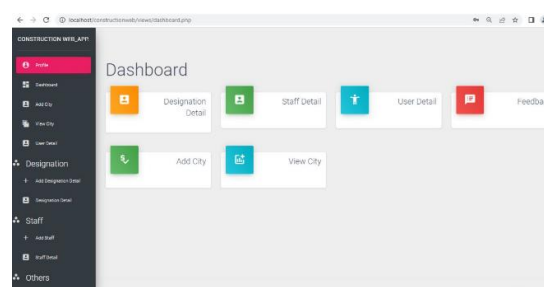 localhost/constructionweb/views/dashboard.php
CONSTRUCTION WEB_APP
Profile
Dashboard
Add City
View City
User Detail
Designation
Add Designation Detail
Designation Detail
Staff
Add Staff
Staff Detail
Others
Dashboard
Designation
Detail
Staff Detail
User Detail
Feedba
Add City
View City